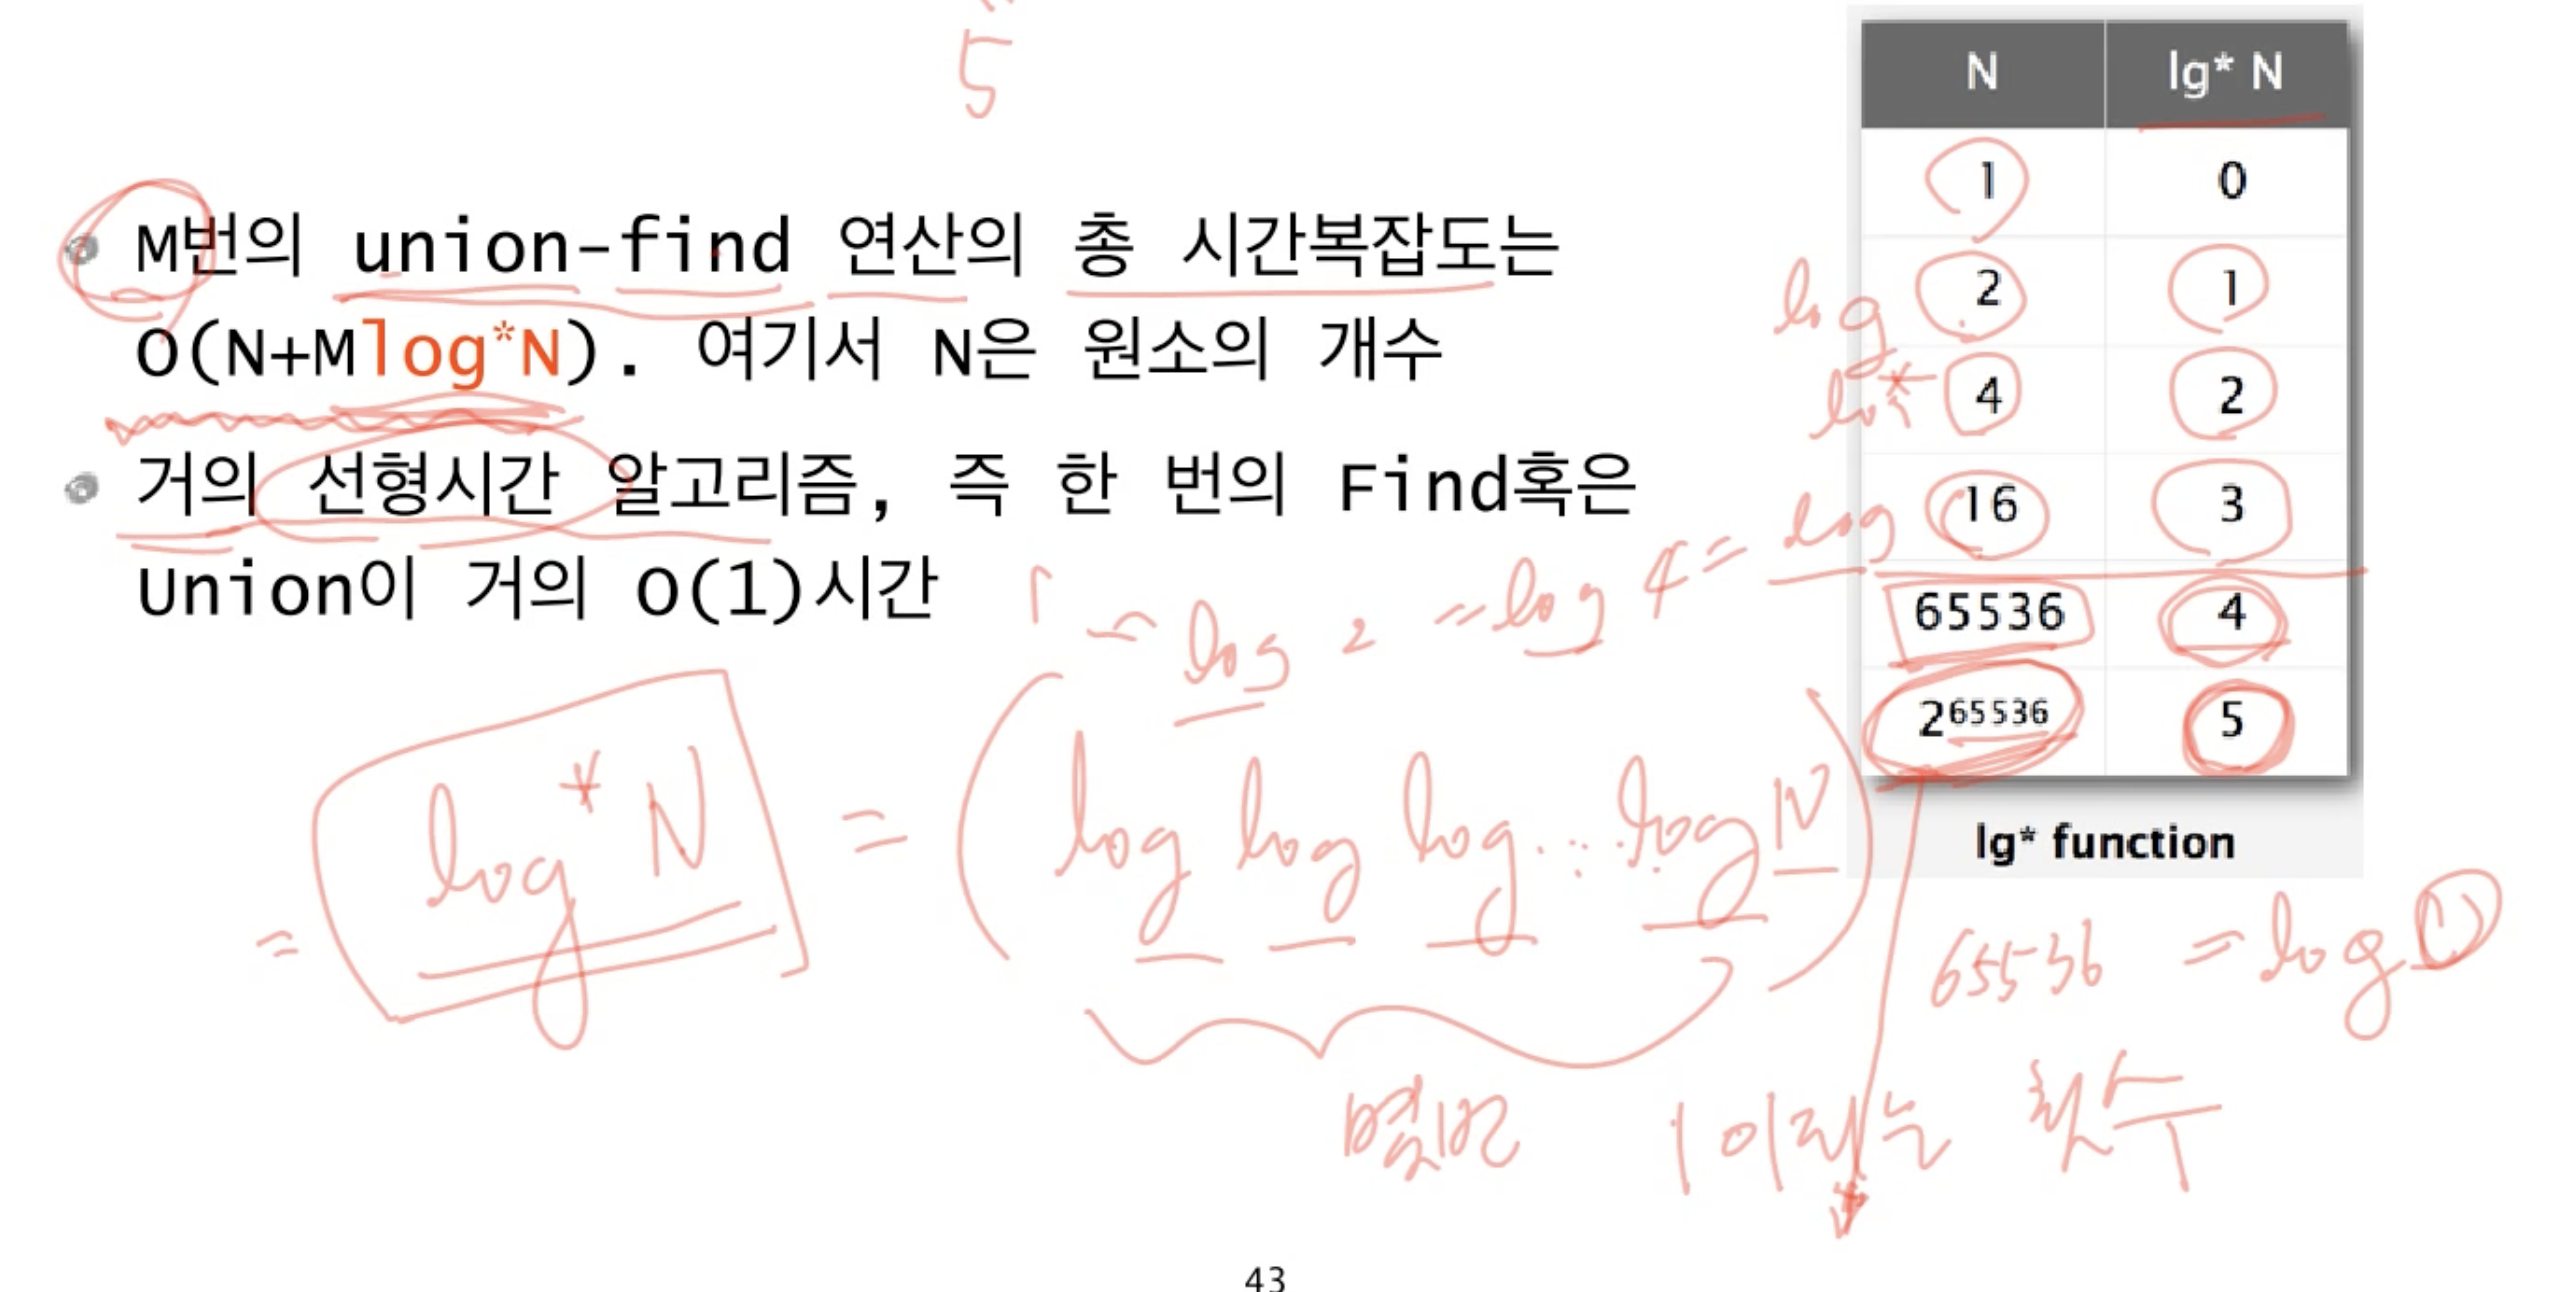 5
M번의 union-find 연산의 총 시간복잡도는
O(N+Mlog*N). 여기서 N은 원소의 개수
거의 선형시간 알고리즘, 즉 한 번의 Find혹은
Union이 거의 O(1)시간
N lg* N
1 0
2 1
4 2
16 3
65536 4
2^65536 5
lg* function
log
log*
1 = log 2 = log 4 = log
= log* N = (log log log ... log N)
65536 = log
몇번 1이되는 횟수
43